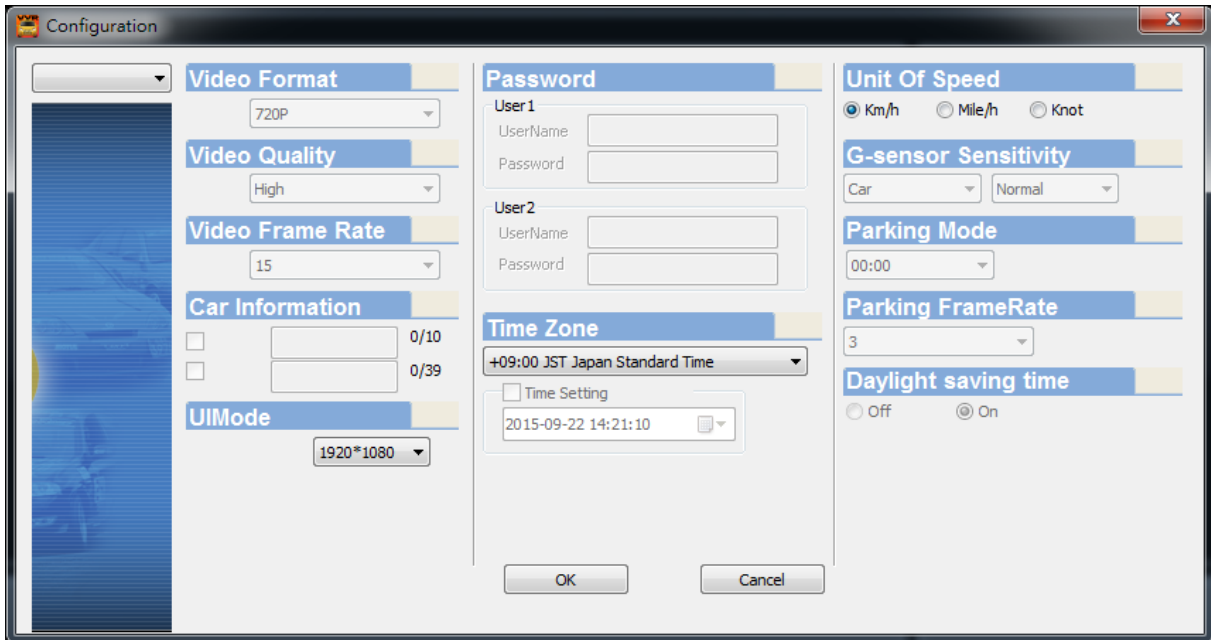 Configuration
Video Format
720P
Video Quality
High
Video Frame Rate
15
Car Information
0/10
0/39
UIMode
1920*1080
Password
User1
UserName
Password
User2
UserName
Password
Time Zone
+09:00 JST Japan Standard Time
Time Setting
2015-09-22 14:21:10
OK Cancel
Unit Of Speed
Km/h Mile/h Knot
G-sensor Sensitivity
Car Normal
Parking Mode
00:00
Parking FrameRate
3
Daylight saving time
Off On